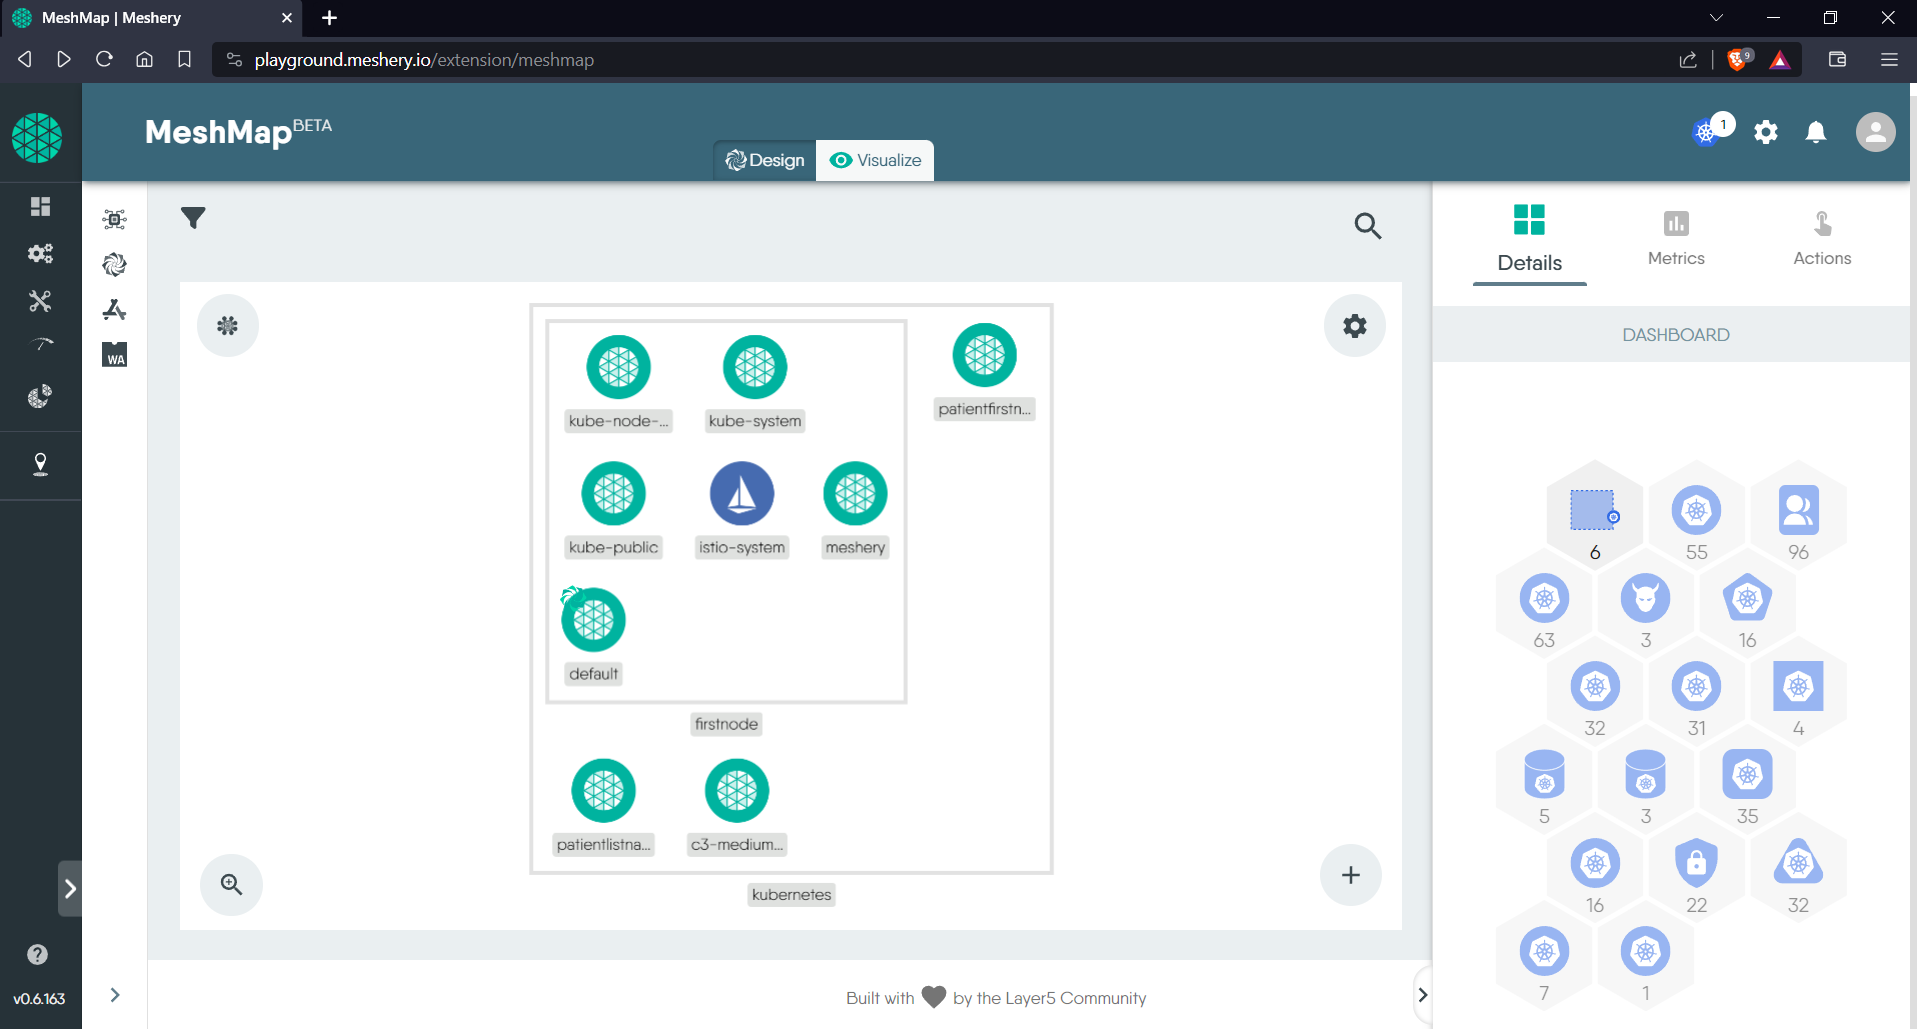 MeshMap | Meshery
playground.meshery.io/extension/meshmap
9
MeshMap BETA
Design
Visualize
1
Details
Metrics
Actions
DASHBOARD
WA
kube-node-...
kube-system
patientfirstn...
kube-public
istio-system
meshery
default
firstnode
patientlistna...
c3-medium...
kubernetes
6
55
96
63
3
16
32
31
4
5
3
35
16
22
32
7
1
v0.6.163
Built with by the Layer5 Community